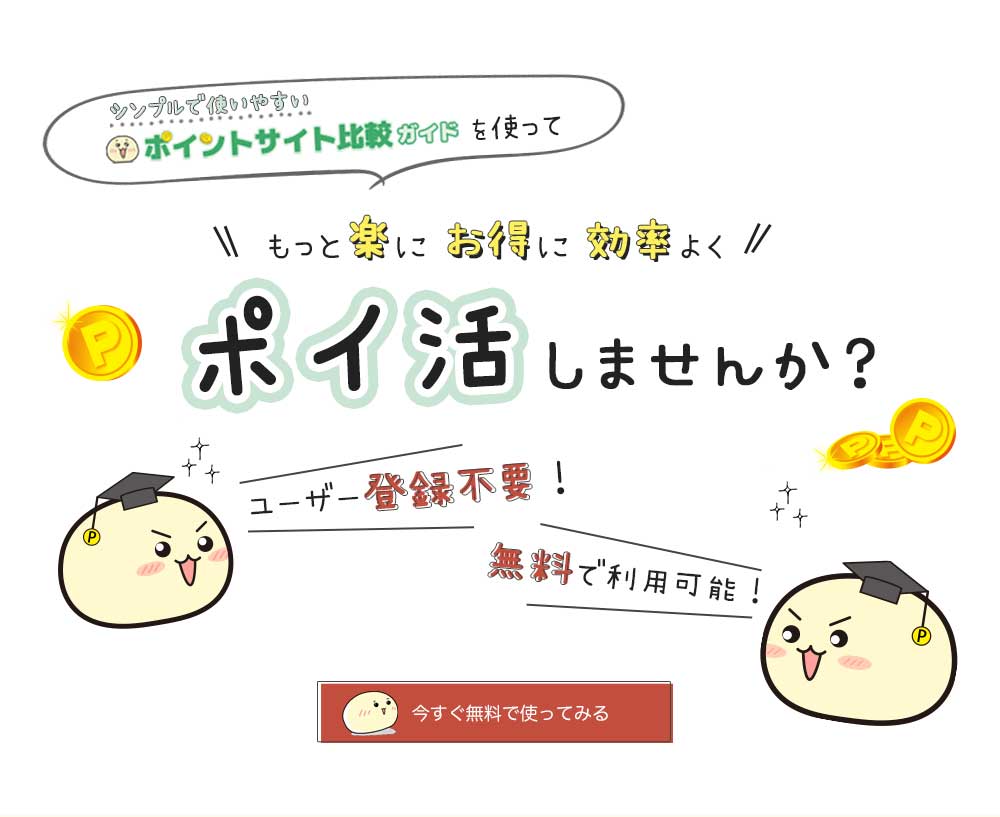 シンプルで使いやすい
ポイントサイト比較ガイド を使って
もっと楽に お得に 効率よく
ポイ活しませんか？
P
P P P
ユーザー登録不要！
P
無料で利用可能！
P
今すぐ無料で使ってみる